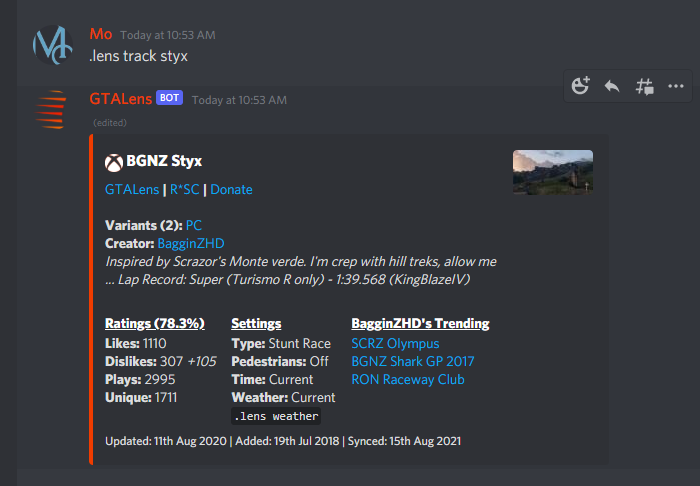 Mo Today at 10:53 AM
.lens track styx
GTALens BOT Today at 10:53 AM
(edited)
BGNZ Styx
GTALens | R*SC | Donate
Variants (2): PC
Creator: BagginZHD
Inspired by Scrazor's Monte verde. I'm crep with hill treks, allow me
... Lap Record: Super (Turismo R only) - 1:39.568 (KingBlazeIV)
Ratings (78.3%)
Likes: 1110
Dislikes: 307 +105
Plays: 2995
Unique: 1711
Settings
Type: Stunt Race
Pedestrians: Off
Time: Current
Weather: Current
.lens weather
BagginZHD's Trending
SCRZ Olympus
BGNZ Shark GP 2017
RON Raceway Club
Updated: 11th Aug 2020 | Added: 19th Jul 2018 | Synced: 15th Aug 2021